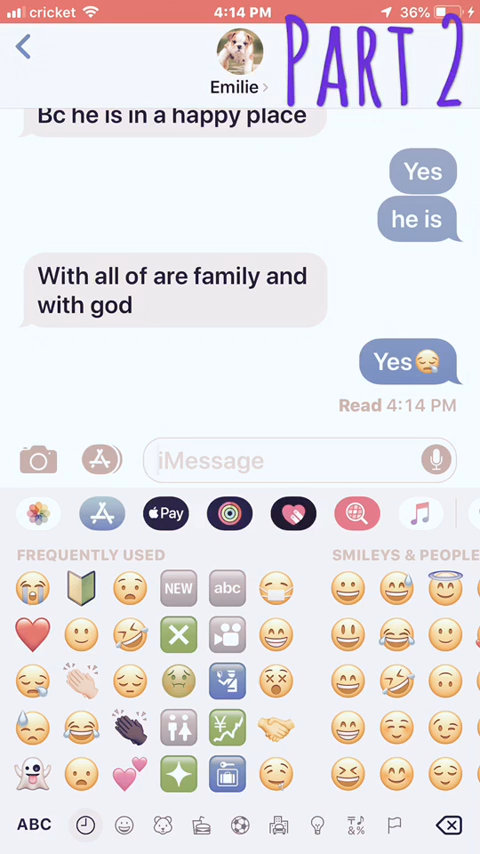 cricket 4:14 PM 36%
PART 2
Emilie
Bc he is in a happy place
Yes
he is
With all of are family and
with god
Yes😪
Read 4:14 PM
iMessage
Pay
FREQUENTLY USED SMILEYS & PEOPLE
NEW abc
ABC